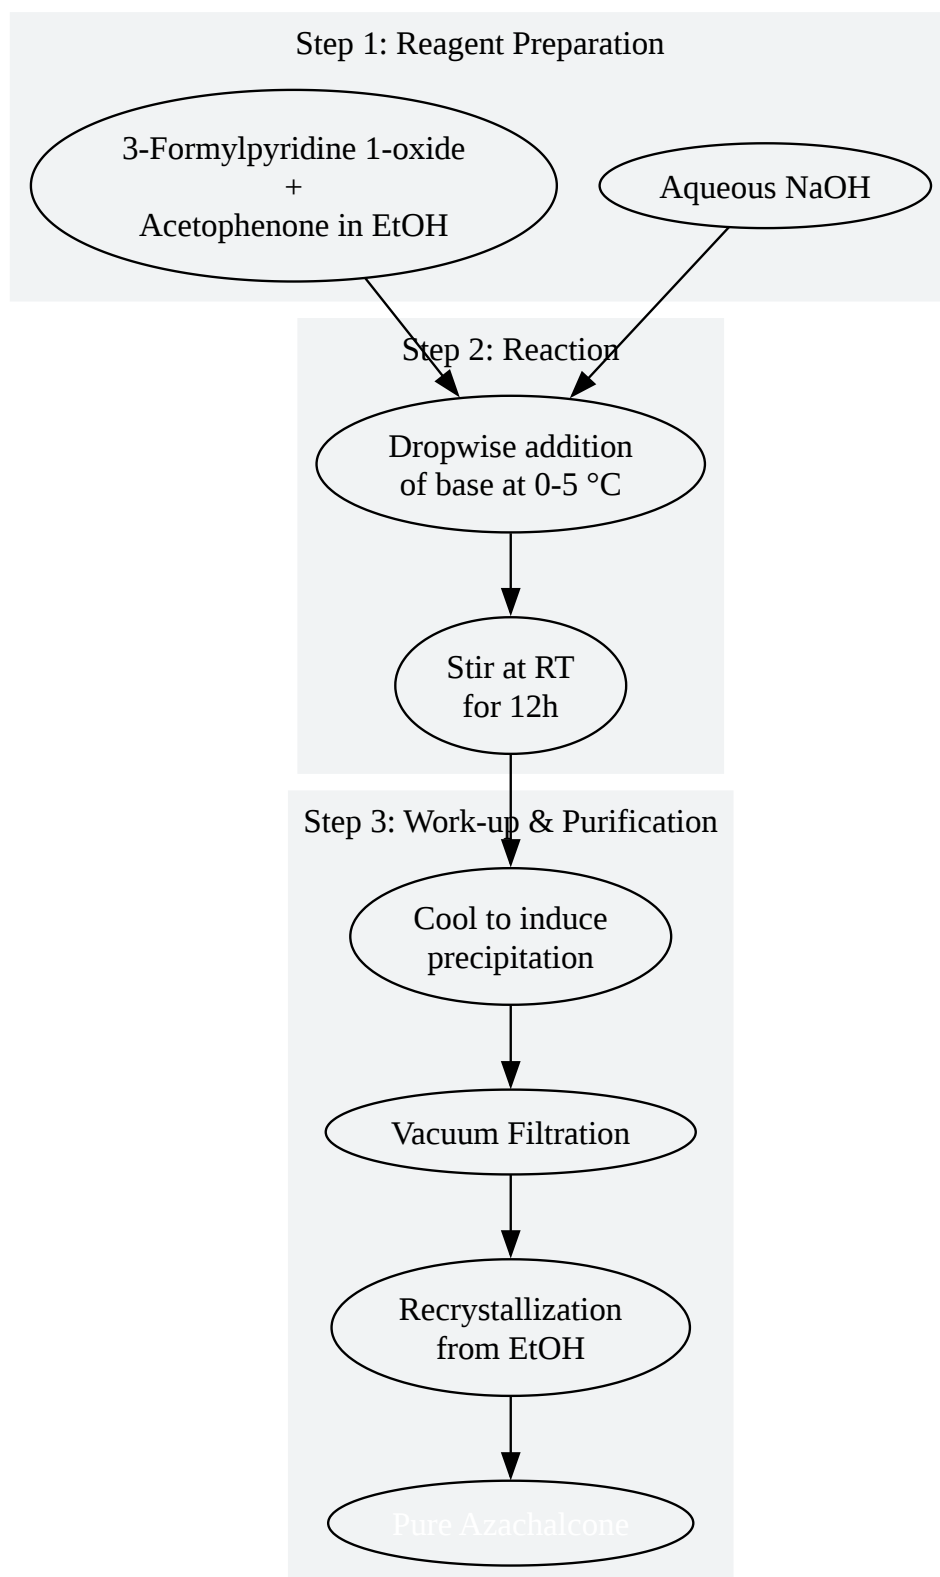 Step 1: Reagent Preparation
3-Formylpyridine 1-oxide
+
Acetophenone in EtOH
Aqueous NaOH
Step 2: Reaction
Dropwise addition
of base at 0-5 °C
Stir at RT
for 12h
Step 3: Work-up & Purification
Cool to induce
precipitation
Vacuum Filtration
Recrystallization
from EtOH
Pure Azachalcone